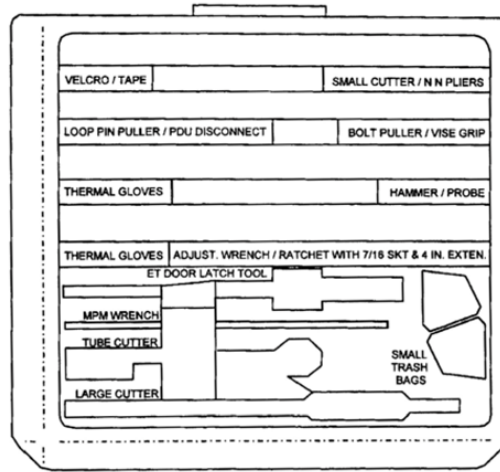 VELCRO / TAPE SMALL CUTTER / N N PLIERS
LOOP PIN PULLER / PDU DISCONNECT BOLT PULLER / VISE GRIP
THERMAL GLOVES HAMMER / PROBE
THERMAL GLOVES ADJUST. WRENCH / RATCHET WITH 7/16 SKT & 4 IN. EXTEN.
ET DOOR LATCH TOOL
MPM WRENCH
TUBE CUTTER
SMALL
TRASH
BAGS
LARGE CUTTER